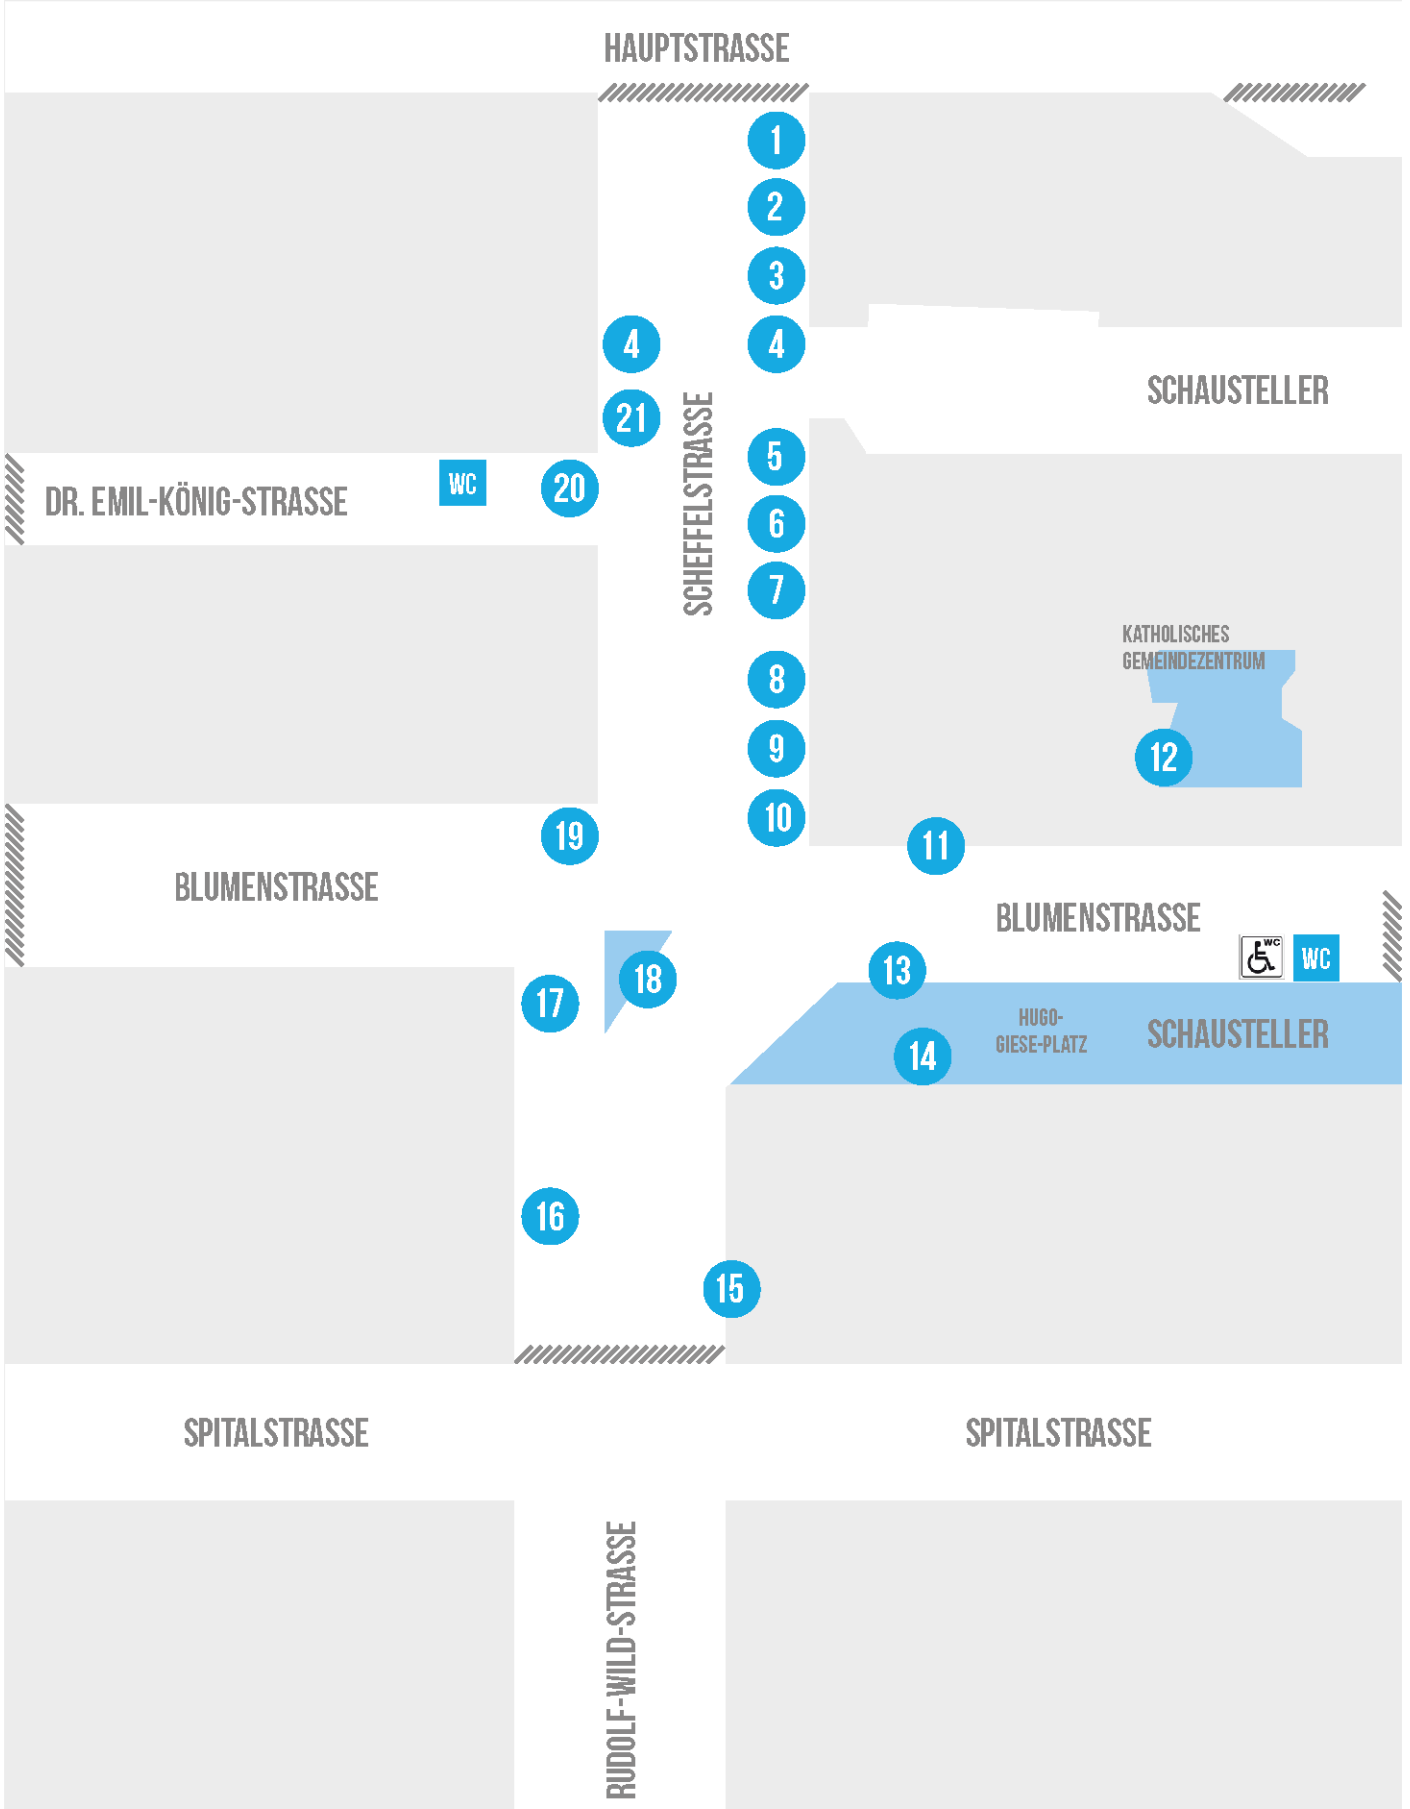 HAUPTSTRASSE
1
2
3
4
4
SCHAUSTELLER
21
SCHEFFELSTRASSE
5
WC
20
DR. EMIL-KÖNIG-STRASSE
6
7
KATHOLISCHES
GEMEINDEZENTRUM
8
9
12
10
19
11
BLUMENSTRASSE
BLUMENSTRASSE
WC
WC
13
18
17
HUGO-
GIESE-PLATZ
SCHAUSTELLER
14
16
15
SPITALSTRASSE
SPITALSTRASSE
RUDOLF-WILD-STRASSE